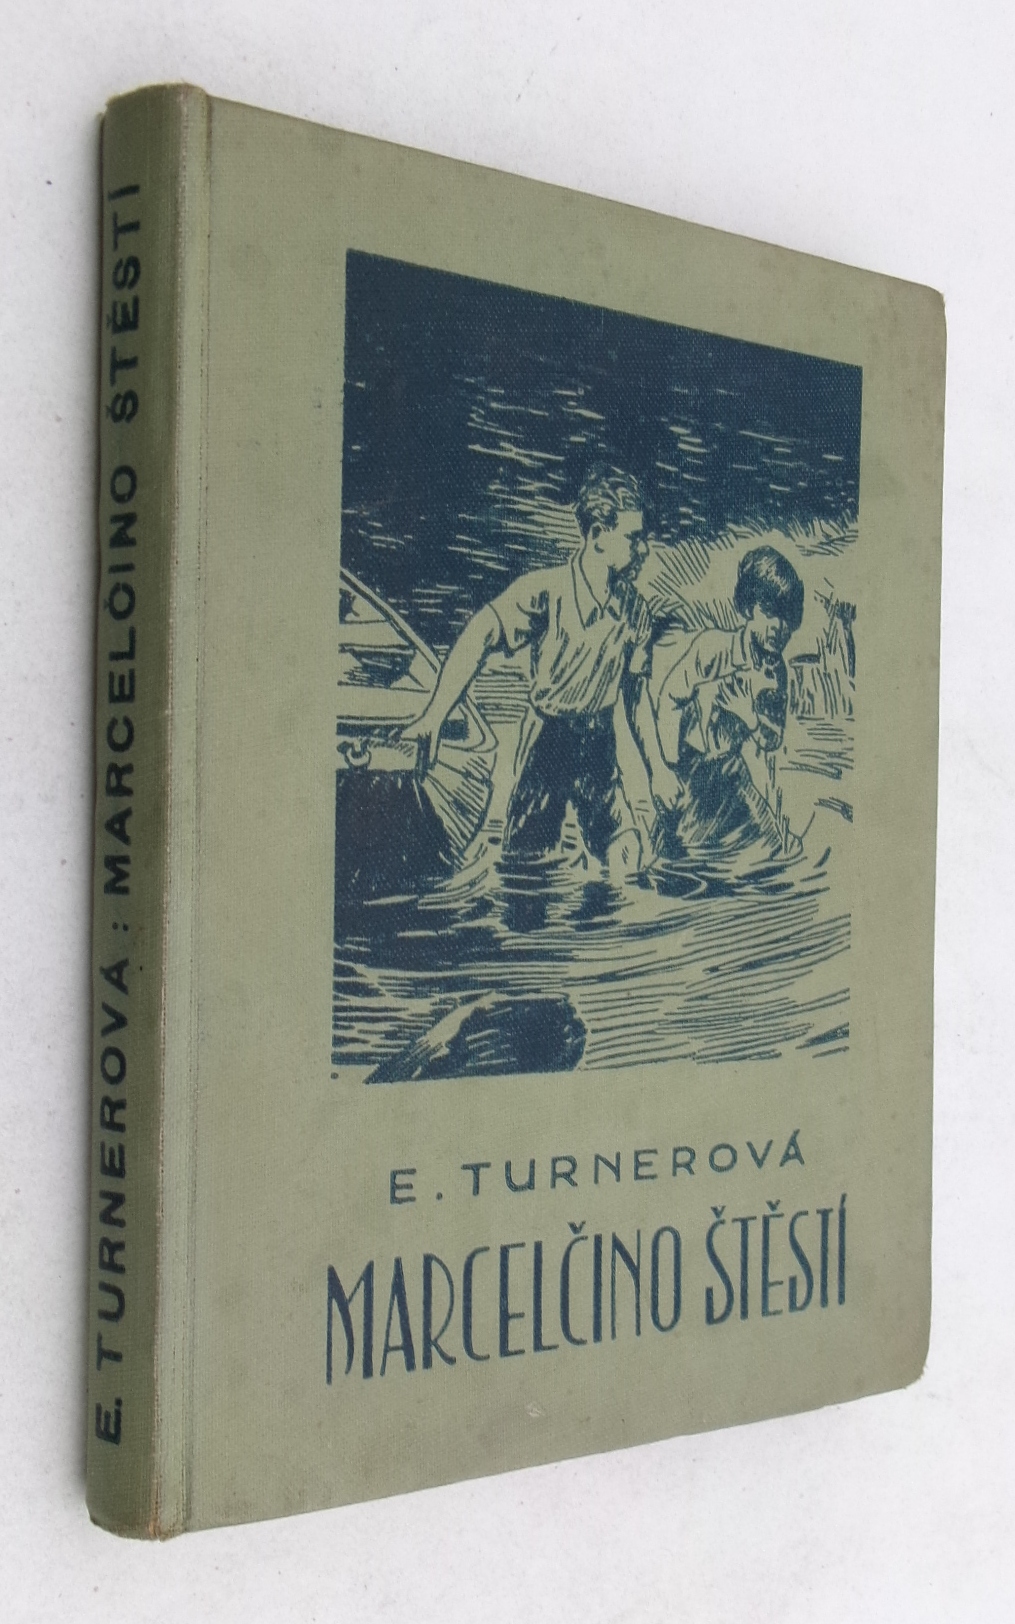 E. TURNEROVÁ: MARCELČINO ŠTĚSTÍ
E. TURNEROVÁ
MARCELČINO ŠTĚSTÍ